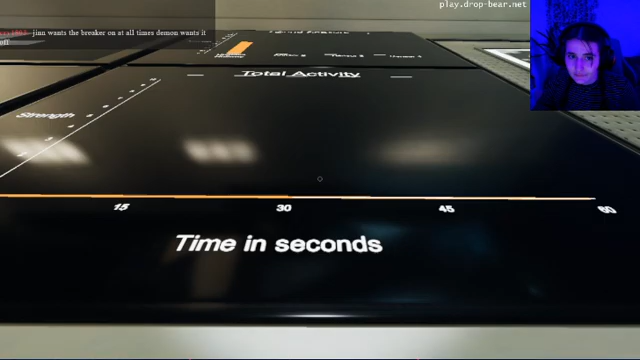 play.drop-bear.net
jinn wants the breaker on at all times demon wants it
off
Total Activity
Strength
15
30
45
60
Time in seconds